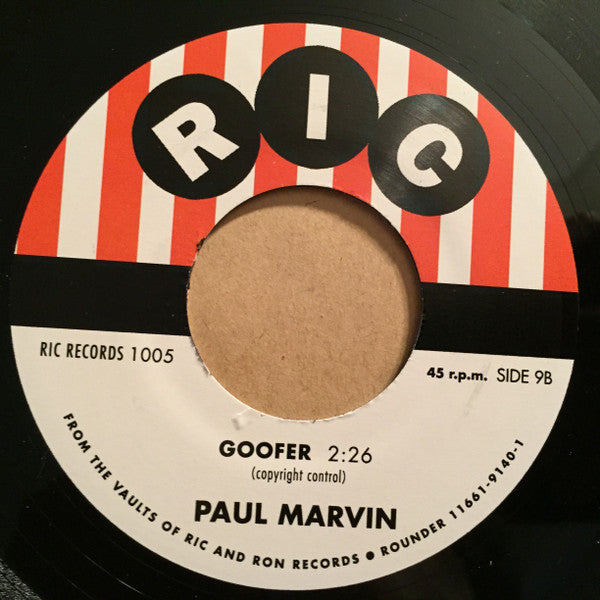 RIC
RIC RECORDS 1005
45 r.p.m. SIDE 9B
GOOFER 2:26
(copyright control)
PAUL MARVIN
FROM THE VAULTS OF RIC AND RON RECORDS ● ROUNDER 11661-9140-1